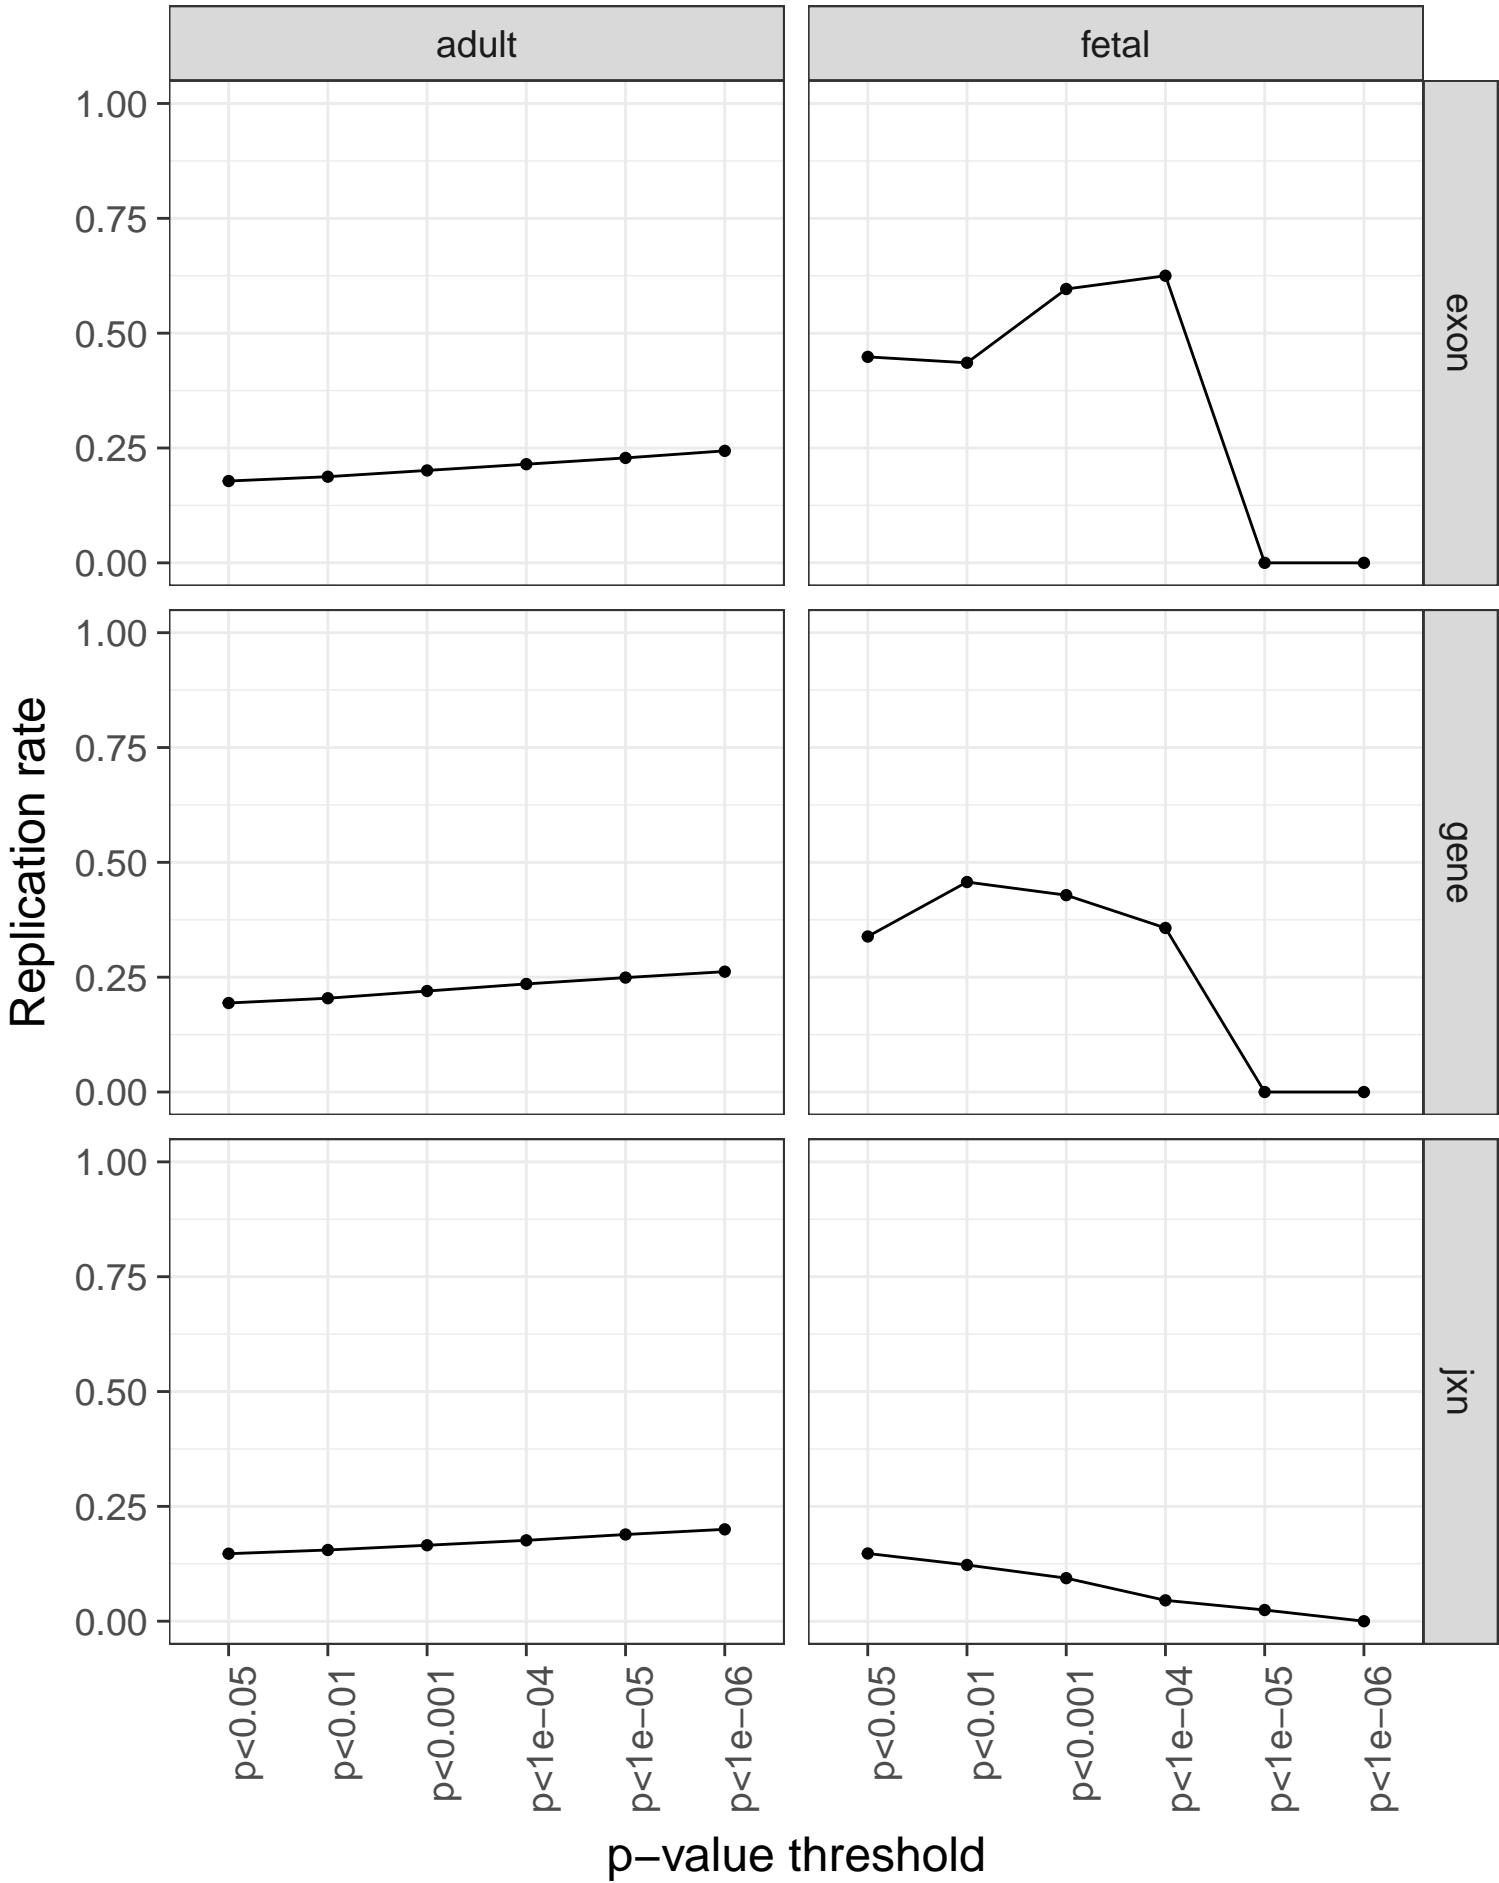 adult
fetal
1.00
0.75
0.50
0.25
0.00
exon
1.00
0.75
0.50
0.25
0.00
gene
Replication rate
1.00
0.75
0.50
0.25
0.00
jxn
p<0.05
p<0.01
p<0.001
p<1e−04
p<1e−05
p<1e−06
p<0.05
p<0.01
p<0.001
p<1e−04
p<1e−05
p<1e−06
p−value threshold